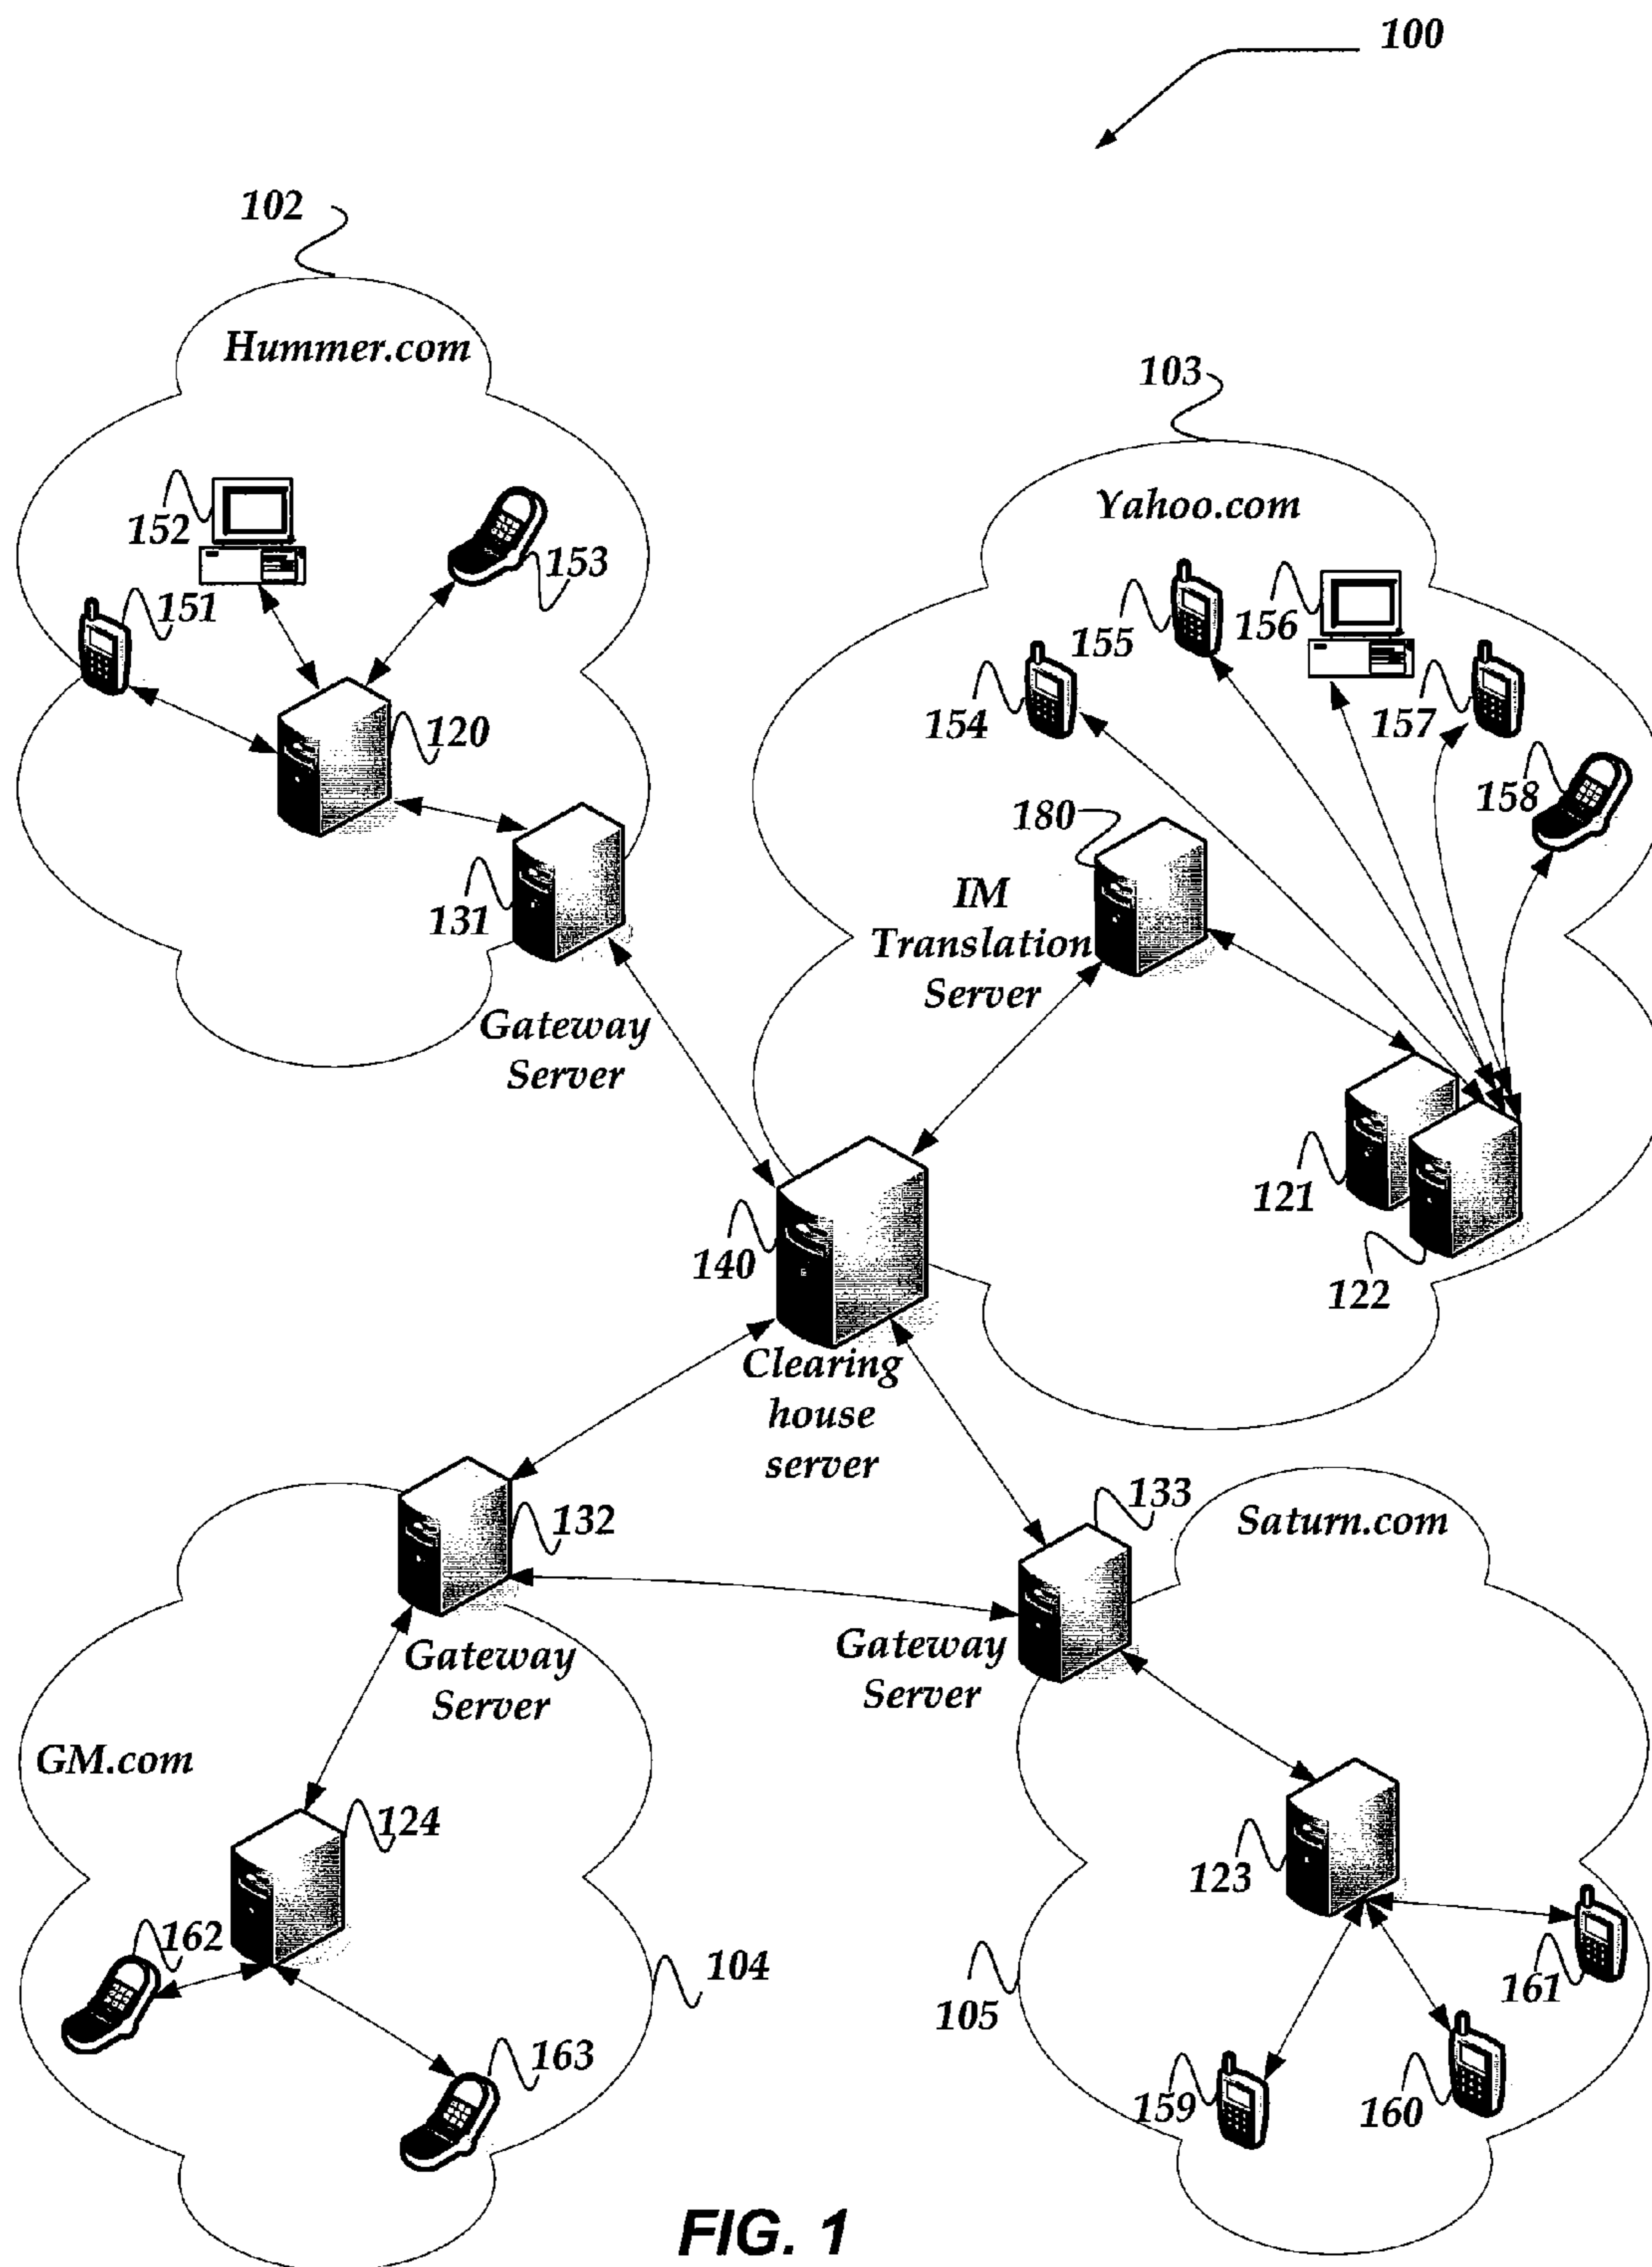 100
102
Hummer.com
103
Yahoo.com
152
153
151
155
156
154
157
120
158
180
IM
Translation
Server
131
Gateway
Server
121
140
122
Clearing
house
server
132
133
Saturn.com
Gateway
Server
Gateway
Server
GM.com
124
123
162
104
105
161
163
159
160
FIG. 1